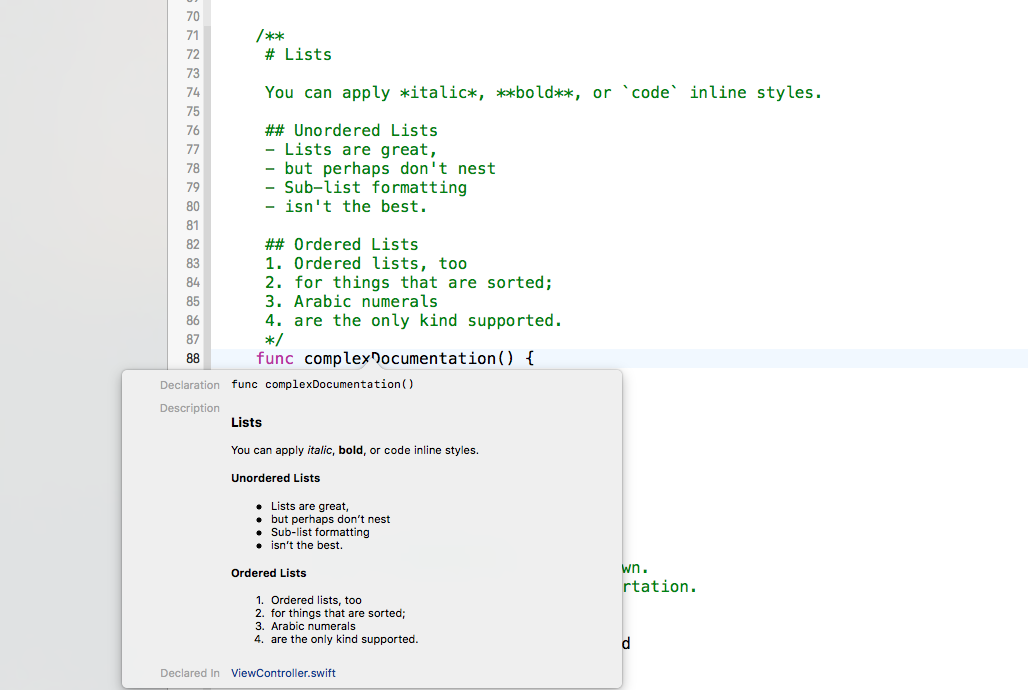 70
71 /**
72 # Lists
73
74 You can apply *italic*, **bold**, or `code` inline styles.
75
76 ## Unordered Lists
77 - Lists are great,
78 - but perhaps don't nest
79 - Sub-list formatting
80 - isn't the best.
81
82 ## Ordered Lists
83 1. Ordered lists, too
84 2. for things that are sorted;
85 3. Arabic numerals
86 4. are the only kind supported.
87 */
88 func complexDocumentation() {
Declaration func complexDocumentation()
Description
Lists
You can apply italic, bold, or code inline styles.
Unordered Lists
• Lists are great,
• but perhaps don't nest
• Sub-list formatting
• isn't the best.
Ordered Lists
1. Ordered lists, too
2. for things that are sorted;
3. Arabic numerals
4. are the only kind supported.
Declared In ViewController.swift
wn.
rtation.
d